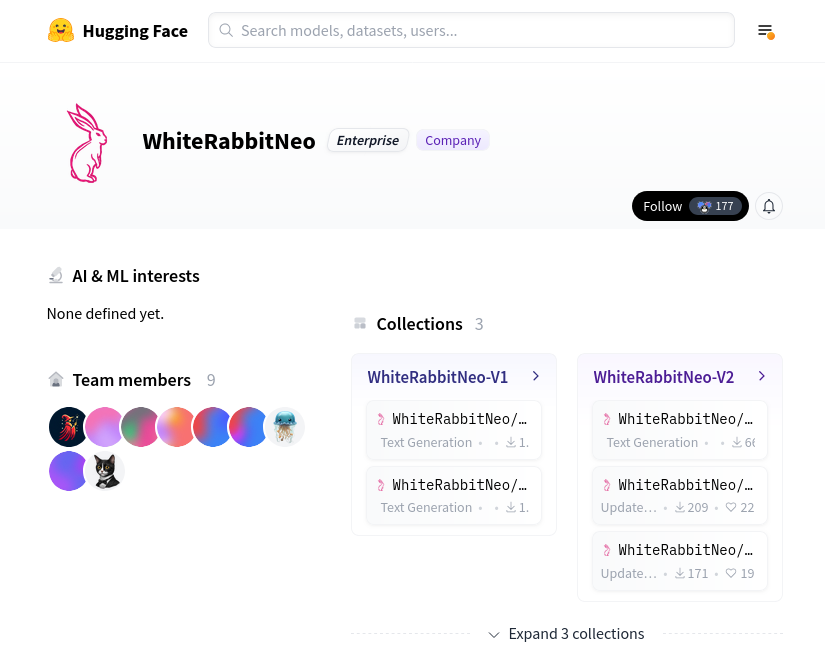 Hugging Face
Search models, datasets, users...
WhiteRabbitNeo
Enterprise
Company
Follow 177
AI & ML interests
None defined yet.
Team members 9
Collections 3
WhiteRabbitNeo-V1
WhiteRabbitNeo/…
Text Generation • • 1.
WhiteRabbitNeo/…
Text Generation • • 1.
WhiteRabbitNeo-V2
WhiteRabbitNeo/…
Text Generation • • 66
WhiteRabbitNeo/…
Update… • 209 • 22
WhiteRabbitNeo/…
Update… • 171 • 19
Expand 3 collections